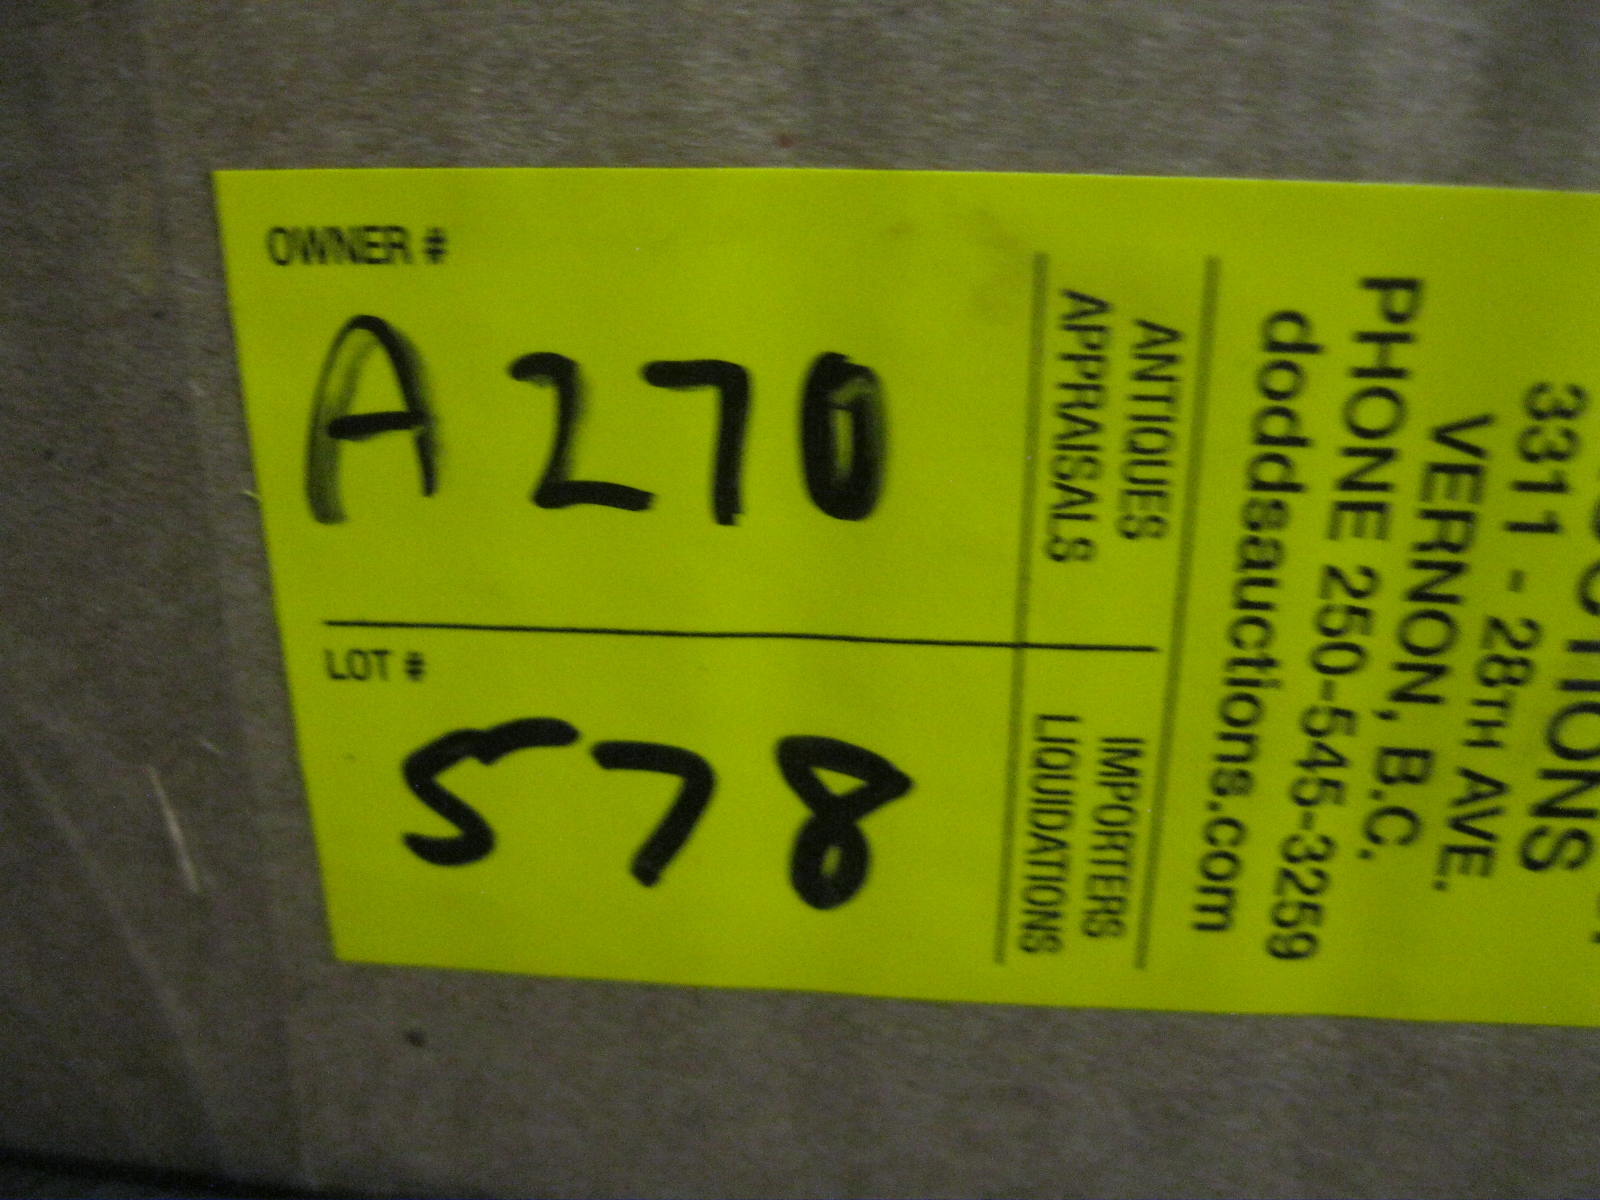 OWNER #
A270
LOT #
578
3311 - 28TH AVE.
VERNON, B.C.
PHONE 250-545-3259
doddsauctions.com
ANTIQUES
APPRAISALS
IMPORTERS
LIQUIDATIONS